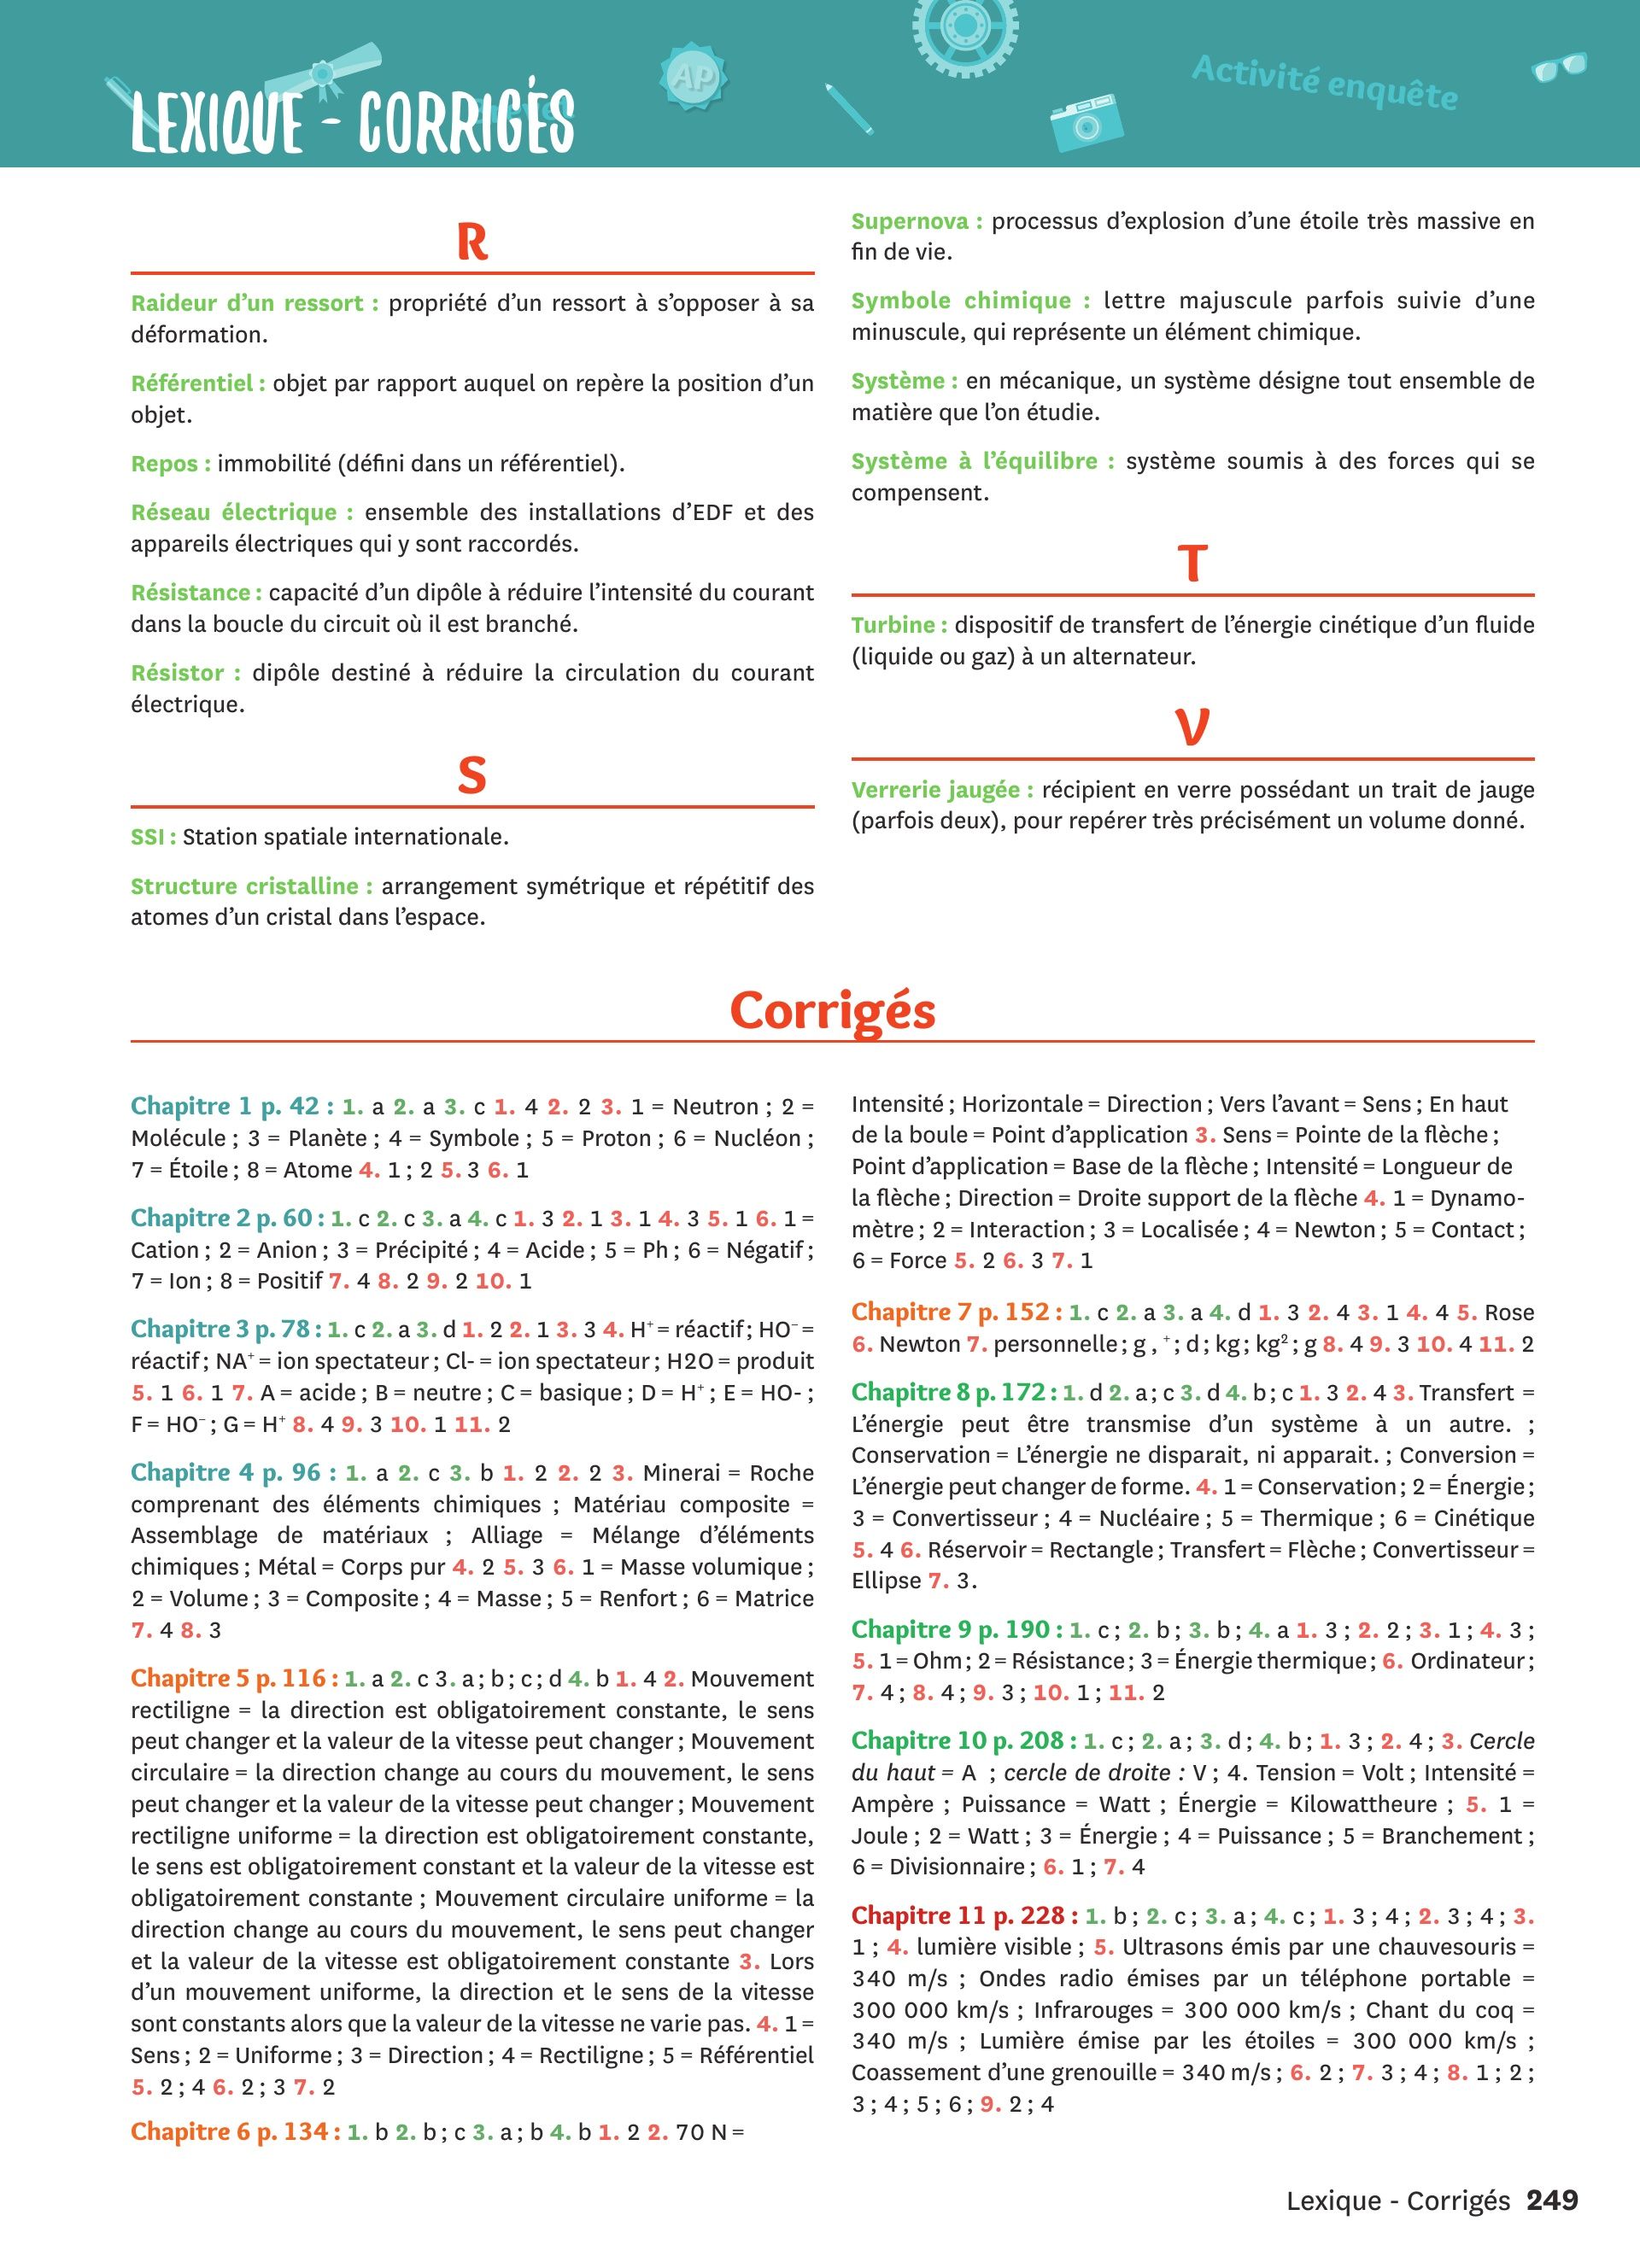 LEXIQUE - CORRIGÉS
AP
Activité enquête
R
Raideur d’un ressort : propriété d’un ressort à s’opposer à sa
déformation.
Référentiel : objet par rapport auquel on repère la position d’un
objet.
Repos : immobilité (défini dans un référentiel).
Réseau électrique : ensemble des installations d’EDF et des
appareils électriques qui y sont raccordés.
Résistance : capacité d’un dipôle à réduire l’intensité du courant
dans la boucle du circuit où il est branché.
Résistor : dipôle destiné à réduire la circulation du courant
électrique.
S
SSI : Station spatiale internationale.
Structure cristalline : arrangement symétrique et répétitif des
atomes d’un cristal dans l’espace.
Supernova : processus d’explosion d’une étoile très massive en
fin de vie.
Symbole chimique : lettre majuscule parfois suivie d’une
minuscule, qui représente un élément chimique.
Système : en mécanique, un système désigne tout ensemble de
matière que l’on étudie.
Système à l’équilibre : système soumis à des forces qui se
compensent.
T
Turbine : dispositif de transfert de l’énergie cinétique d’un fluide
(liquide ou gaz) à un alternateur.
V
Verrerie jaugée : récipient en verre possédant un trait de jauge
(parfois deux), pour repérer très précisément un volume donné.
Corrigés
Chapitre 1 p. 42 : 1. a 2. a 3. c 1. 4 2. 2 3. 1 = Neutron ; 2 =
Molécule ; 3 = Planète ; 4 = Symbole ; 5 = Proton ; 6 = Nucléon ;
7 = Étoile ; 8 = Atome 4. 1 ; 2 5. 3 6. 1
Chapitre 2 p. 60 : 1. c 2. c 3. a 4. c 1. 3 2. 1 3. 1 4. 3 5. 1 6. 1 =
Cation ; 2 = Anion ; 3 = Précipité ; 4 = Acide ; 5 = Ph ; 6 = Négatif ;
7 = Ion ; 8 = Positif 7. 4 8. 2 9. 2 10. 1
Chapitre 3 p. 78 : 1. c 2. a 3. d 1. 2 2. 1 3. 3 4. H⁺ = réactif ; HO⁻ =
réactif ; NA⁺ = ion spectateur ; Cl- = ion spectateur ; H2O = produit
5. 1 6. 1 7. A = acide ; B = neutre ; C = basique ; D = H⁺ ; E = HO- ;
F = HO⁻ ; G = H⁺ 8. 4 9. 3 10. 1 11. 2
Chapitre 4 p. 96 : 1. a 2. c 3. b 1. 2 2. 2 3. Minerai = Roche
comprenant des éléments chimiques ; Matériau composite =
Assemblage de matériaux ; Alliage = Mélange d’éléments
chimiques ; Métal = Corps pur 4. 2 5. 3 6. 1 = Masse volumique ;
2 = Volume ; 3 = Composite ; 4 = Masse ; 5 = Renfort ; 6 = Matrice
7. 4 8. 3
Chapitre 5 p. 116 : 1. a 2. c 3. a ; b ; c ; d 4. b 1. 4 2. Mouvement
rectiligne = la direction est obligatoirement constante, le sens
peut changer et la valeur de la vitesse peut changer ; Mouvement
circulaire = la direction change au cours du mouvement, le sens
peut changer et la valeur de la vitesse peut changer ; Mouvement
rectiligne uniforme = la direction est obligatoirement constante,
le sens est obligatoirement constant et la valeur de la vitesse est
obligatoirement constante ; Mouvement circulaire uniforme = la
direction change au cours du mouvement, le sens peut changer
et la valeur de la vitesse est obligatoirement constante 3. Lors
d’un mouvement uniforme, la direction et le sens de la vitesse
sont constants alors que la valeur de la vitesse ne varie pas. 4. 1 =
Sens ; 2 = Uniforme ; 3 = Direction ; 4 = Rectiligne ; 5 = Référentiel
5. 2 ; 4 6. 2 ; 3 7. 2
Chapitre 6 p. 134 : 1. b 2. b ; c 3. a ; b 4. b 1. 2 2. 70 N =
Intensité ; Horizontale = Direction ; Vers l’avant = Sens ; En haut
de la boule = Point d’application 3. Sens = Pointe de la flèche ;
Point d’application = Base de la flèche ; Intensité = Longueur de
la flèche ; Direction = Droite support de la flèche 4. 1 = Dynamo-
mètre ; 2 = Interaction ; 3 = Localisée ; 4 = Newton ; 5 = Contact ;
6 = Force 5. 2 6. 3 7. 1
Chapitre 7 p. 152 : 1. c 2. a 3. a 4. d 1. 3 2. 4 3. 1 4. 4 5. Rose
6. Newton 7. personnelle ; g , ⁺ ; d ; kg ; kg² ; g 8. 4 9. 3 10. 4 11. 2
Chapitre 8 p. 172 : 1. d 2. a ; c 3. d 4. b ; c 1. 3 2. 4 3. Transfert =
L’énergie peut être transmise d’un système à un autre. ;
Conservation = L’énergie ne disparait, ni apparait. ; Conversion =
L’énergie peut changer de forme. 4. 1 = Conservation ; 2 = Énergie ;
3 = Convertisseur ; 4 = Nucléaire ; 5 = Thermique ; 6 = Cinétique
5. 4 6. Réservoir = Rectangle ; Transfert = Flèche ; Convertisseur =
Ellipse 7. 3.
Chapitre 9 p. 190 : 1. c ; 2. b ; 3. b ; 4. a 1. 3 ; 2. 2 ; 3. 1 ; 4. 3 ;
5. 1 = Ohm ; 2 = Résistance ; 3 = Énergie thermique ; 6. Ordinateur ;
7. 4 ; 8. 4 ; 9. 3 ; 10. 1 ; 11. 2
Chapitre 10 p. 208 : 1. c ; 2. a ; 3. d ; 4. b ; 1. 3 ; 2. 4 ; 3. Cercle
du haut = A ; cercle de droite : V ; 4. Tension = Volt ; Intensité =
Ampère ; Puissance = Watt ; Énergie = Kilowattheure ; 5. 1 =
Joule ; 2 = Watt ; 3 = Énergie ; 4 = Puissance ; 5 = Branchement ;
6 = Divisionnaire ; 6. 1 ; 7. 4
Chapitre 11 p. 228 : 1. b ; 2. c ; 3. a ; 4. c ; 1. 3 ; 4 ; 2. 3 ; 4 ; 3.
1 ; 4. lumière visible ; 5. Ultrasons émis par une chauvesouris =
340 m/s ; Ondes radio émises par un téléphone portable =
300 000 km/s ; Infrarouges = 300 000 km/s ; Chant du coq =
340 m/s ; Lumière émise par les étoiles = 300 000 km/s ;
Coassement d’une grenouille = 340 m/s ; 6. 2 ; 7. 3 ; 4 ; 8. 1 ; 2 ;
3 ; 4 ; 5 ; 6 ; 9. 2 ; 4
Lexique - Corrigés 249